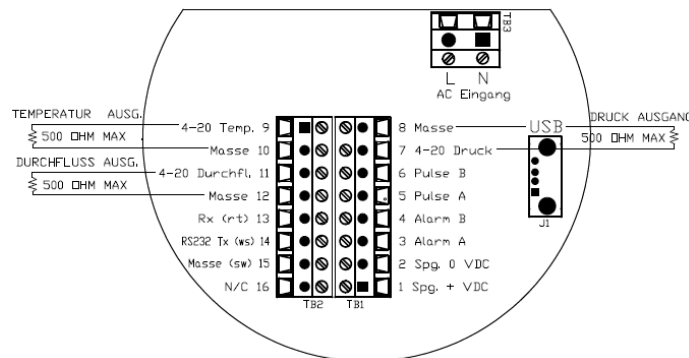 TB3
L N
AC Eingang
TEMPERATUR AUSG.
500 OHM MAX
DURCHFLUSS AUSG.
500 OHM MAX
4-20 Temp. 9
Masse 10
4-20 Durchfl. 11
Masse 12
Rx (rt) 13
RS232 Tx (ws) 14
Masse (sw) 15
N/C 16
TB2
TB1
8 Masse
7 4-20 Druck
6 Pulse B
5 Pulse A
4 Alarm B
3 Alarm A
2 Spg. 0 VDC
1 Spg. + VDC
USB
J1
DRUCK AUSGANG
500 OHM MAX